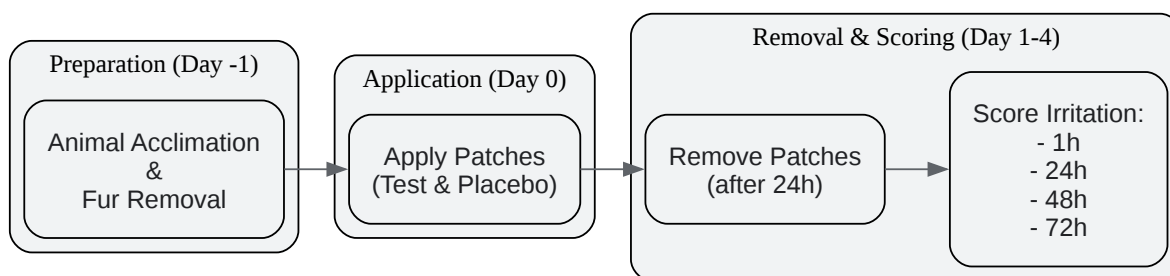 Preparation (Day -1)
Animal Acclimation
&
Fur Removal
Application (Day 0)
Apply Patches
(Test & Placebo)
Removal & Scoring (Day 1-4)
Remove Patches
(after 24h)
Score Irritation:
- 1h
- 24h
- 48h
- 72h